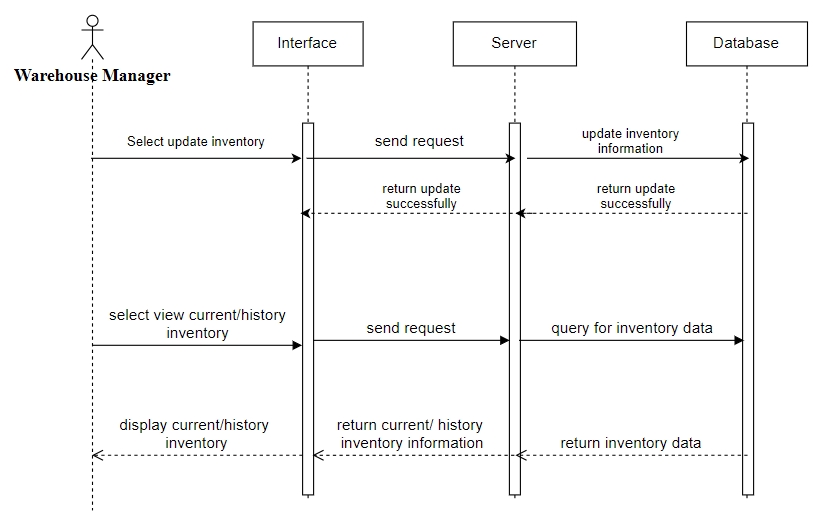 Interface
Server
Database
Warehouse Manager
Select update inventory
send request
update inventory
information
return update
successfully
return update
successfully
select view current/history
inventory
send request
query for inventory data
display current/history
inventory
return current/ history
inventory information
return inventory data